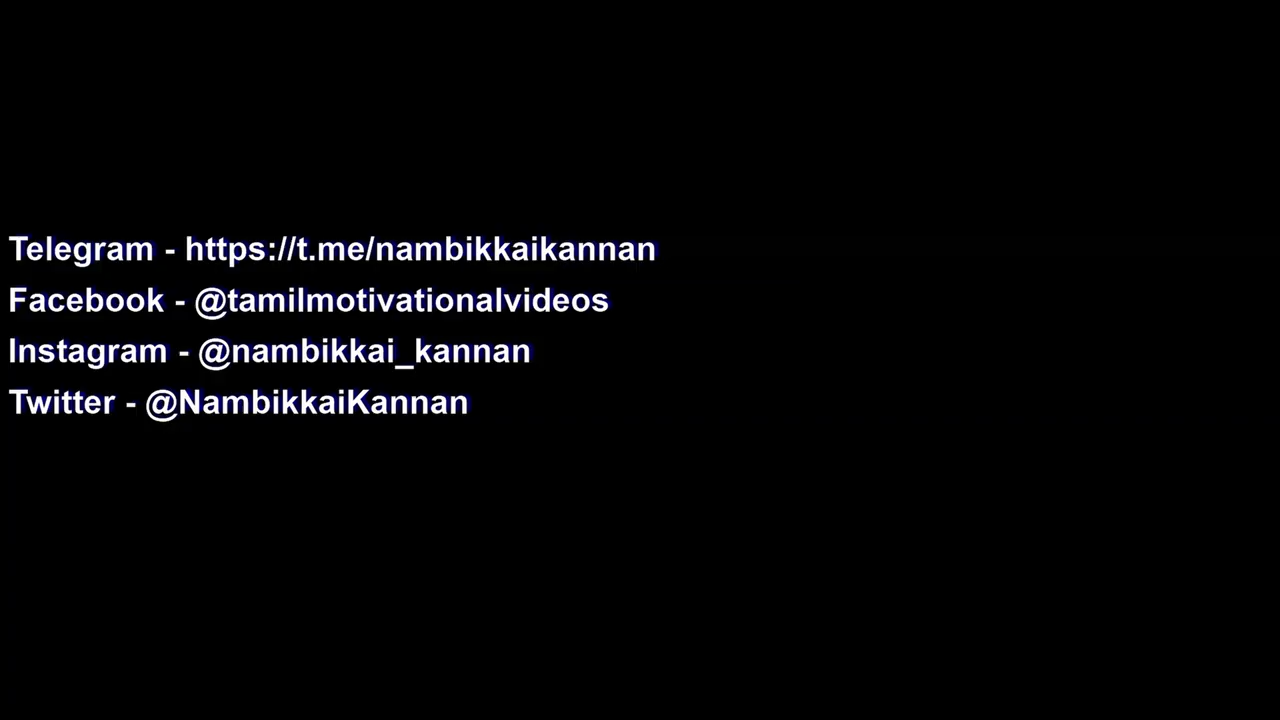 Telegram - https://t.me/nambikkaikannan
Facebook - @tamilmotivationalvideos
Instagram - @nambikkai_kannan
Twitter - @NambikkaiKannan